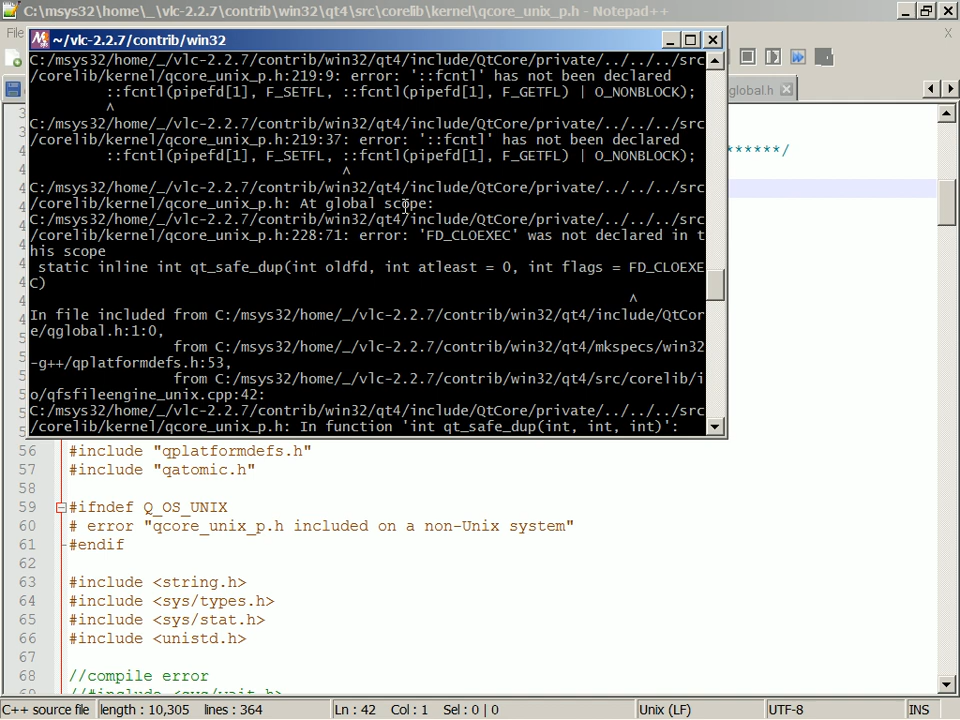 C:\msys32\home\_\vlc-2.2.7\contrib\win32\qt4\src\corelib\kernel\qcore_unix_p.h - Notepad++
~/vlc-2.2.7/contrib/win32
C:/msys32/home/_/vlc-2.2.7/contrib/win32/qt4/include/QtCore/private/../../../src
/corelib/kernel/qcore_unix_p.h:219:9: error: '::fcntl' has not been declared
::fcntl(pipefd[1], F_SETFL, ::fcntl(pipefd[1], F_GETFL) | O_NONBLOCK);
^
C:/msys32/home/_/vlc-2.2.7/contrib/win32/qt4/include/QtCore/private/../../../src
/corelib/kernel/qcore_unix_p.h:219:37: error: '::fcntl' has not been declared
::fcntl(pipefd[1], F_SETFL, ::fcntl(pipefd[1], F_GETFL) | O_NONBLOCK);
^
C:/msys32/home/_/vlc-2.2.7/contrib/win32/qt4/include/QtCore/private/../../../src
/corelib/kernel/qcore_unix_p.h: At global scope:
C:/msys32/home/_/vlc-2.2.7/contrib/win32/qt4/include/QtCore/private/../../../src
/corelib/kernel/qcore_unix_p.h:228:71: error: 'FD_CLOEXEC' was not declared in t
his scope
static inline int qt_safe_dup(int oldfd, int atleast = 0, int flags = FD_CLOEXE
C)
^
In file included from C:/msys32/home/_/vlc-2.2.7/contrib/win32/qt4/include/QtCor
e/qglobal.h:1:0,
from C:/msys32/home/_/vlc-2.2.7/contrib/win32/qt4/mkspecs/win32
-g++/qplatformdefs.h:53,
from C:/msys32/home/_/vlc-2.2.7/contrib/win32/qt4/src/corelib/i
o/qfsfileengine_unix.cpp:42:
C:/msys32/home/_/vlc-2.2.7/contrib/win32/qt4/include/QtCore/private/../../../src
/corelib/kernel/qcore_unix_p.h: In function 'int qt_safe_dup(int, int, int)':
global.h
******/
56 #include "qplatformdefs.h"
57 #include "qatomic.h"
58
59 #ifndef Q_OS_UNIX
60 # error "qcore_unix_p.h included on a non-Unix system"
61 #endif
62
63 #include <string.h>
64 #include <sys/types.h>
65 #include <sys/stat.h>
66 #include <unistd.h>
67
68 //compile error
69 //#include <sys/wait.h>
C++ source file length : 10,305 lines : 364 Ln : 42 Col : 1 Sel : 0 | 0 Unix (LF) UTF-8 INS